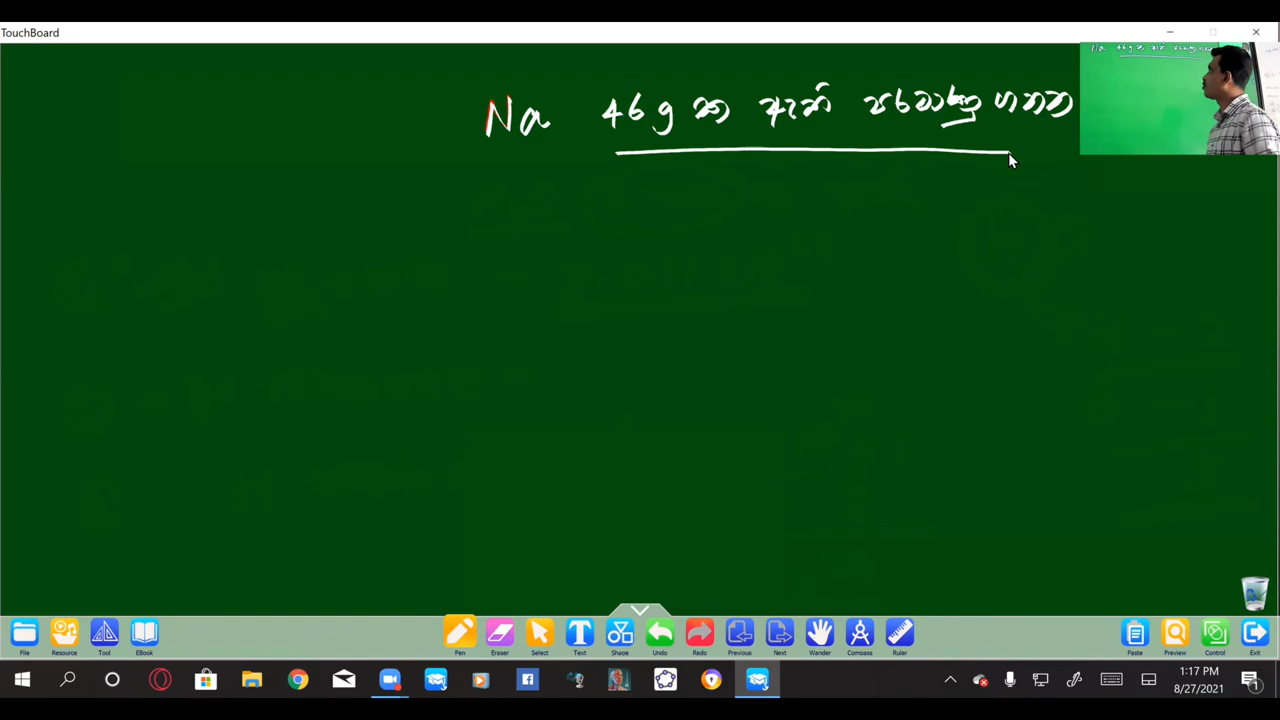 TouchBoard
Na 46g ක ඇති පරමාණු ගනන
File
Resource
Tool
EBook
Pen
Eraser
Select
Text
Shape
Undo
Redo
Previous
Next
Wander
Compass
Ruler
Paste
Preview
Control
Exit
1:17 PM
8/27/2021